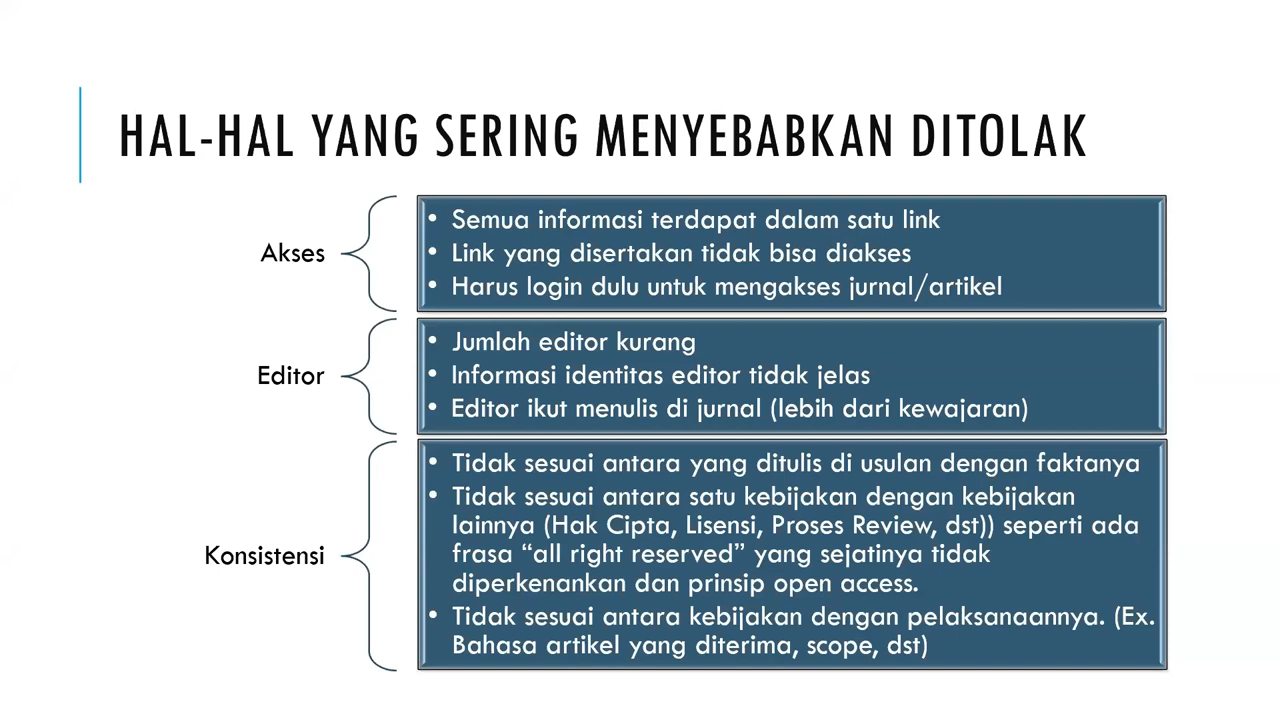 HAL-HAL YANG SERING MENYEBABKAN DITOLAK
Akses
• Semua informasi terdapat dalam satu link
• Link yang disertakan tidak bisa diakses
• Harus login dulu untuk mengakses jurnal/artikel
Editor
• Jumlah editor kurang
• Informasi identitas editor tidak jelas
• Editor ikut menulis di jurnal (lebih dari kewajaran)
Konsistensi
• Tidak sesuai antara yang ditulis di usulan dengan faktanya
• Tidak sesuai antara satu kebijakan dengan kebijakan
lainnya (Hak Cipta, Lisensi, Proses Review, dst)) seperti ada
frasa “all right reserved” yang sejatinya tidak
diperkenankan dan prinsip open access.
• Tidak sesuai antara kebijakan dengan pelaksanaannya. (Ex.
Bahasa artikel yang diterima, scope, dst)